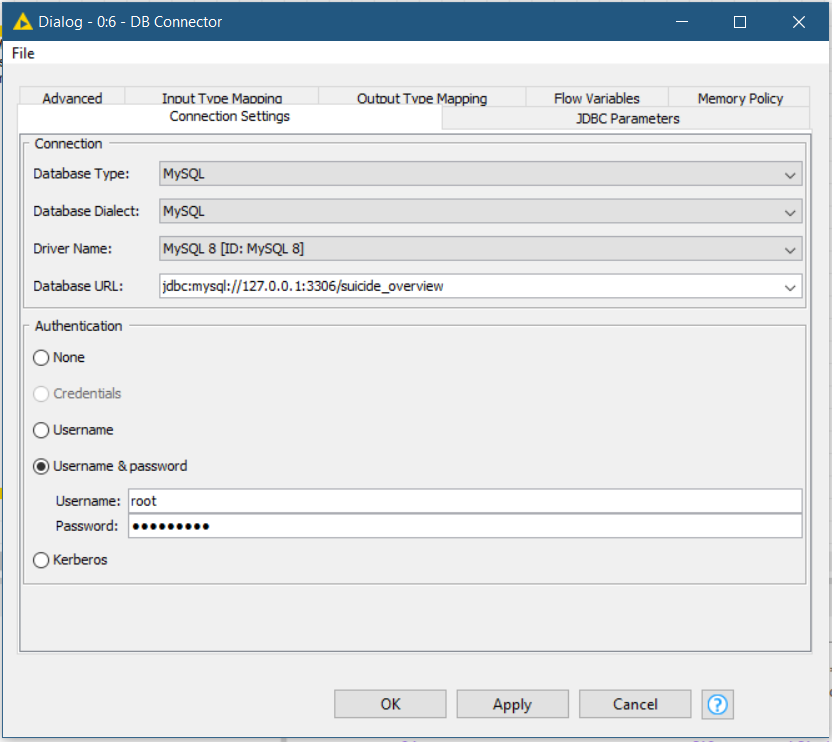 Dialog - 0:6 - DB Connector
File
Advanced Input Type Mapping Output Type Mapping Flow Variables Memory Policy
Connection Settings JDBC Parameters
Connection
Database Type: MySQL
Database Dialect: MySQL
Driver Name: MySQL 8 [ID: MySQL 8]
Database URL: jdbc:mysql://127.0.0.1:3306/suicide_overview
Authentication
None
Credentials
Username
Username & password
Username: root
Password: ●●●●●●●●●
Kerberos
OK Apply Cancel ?